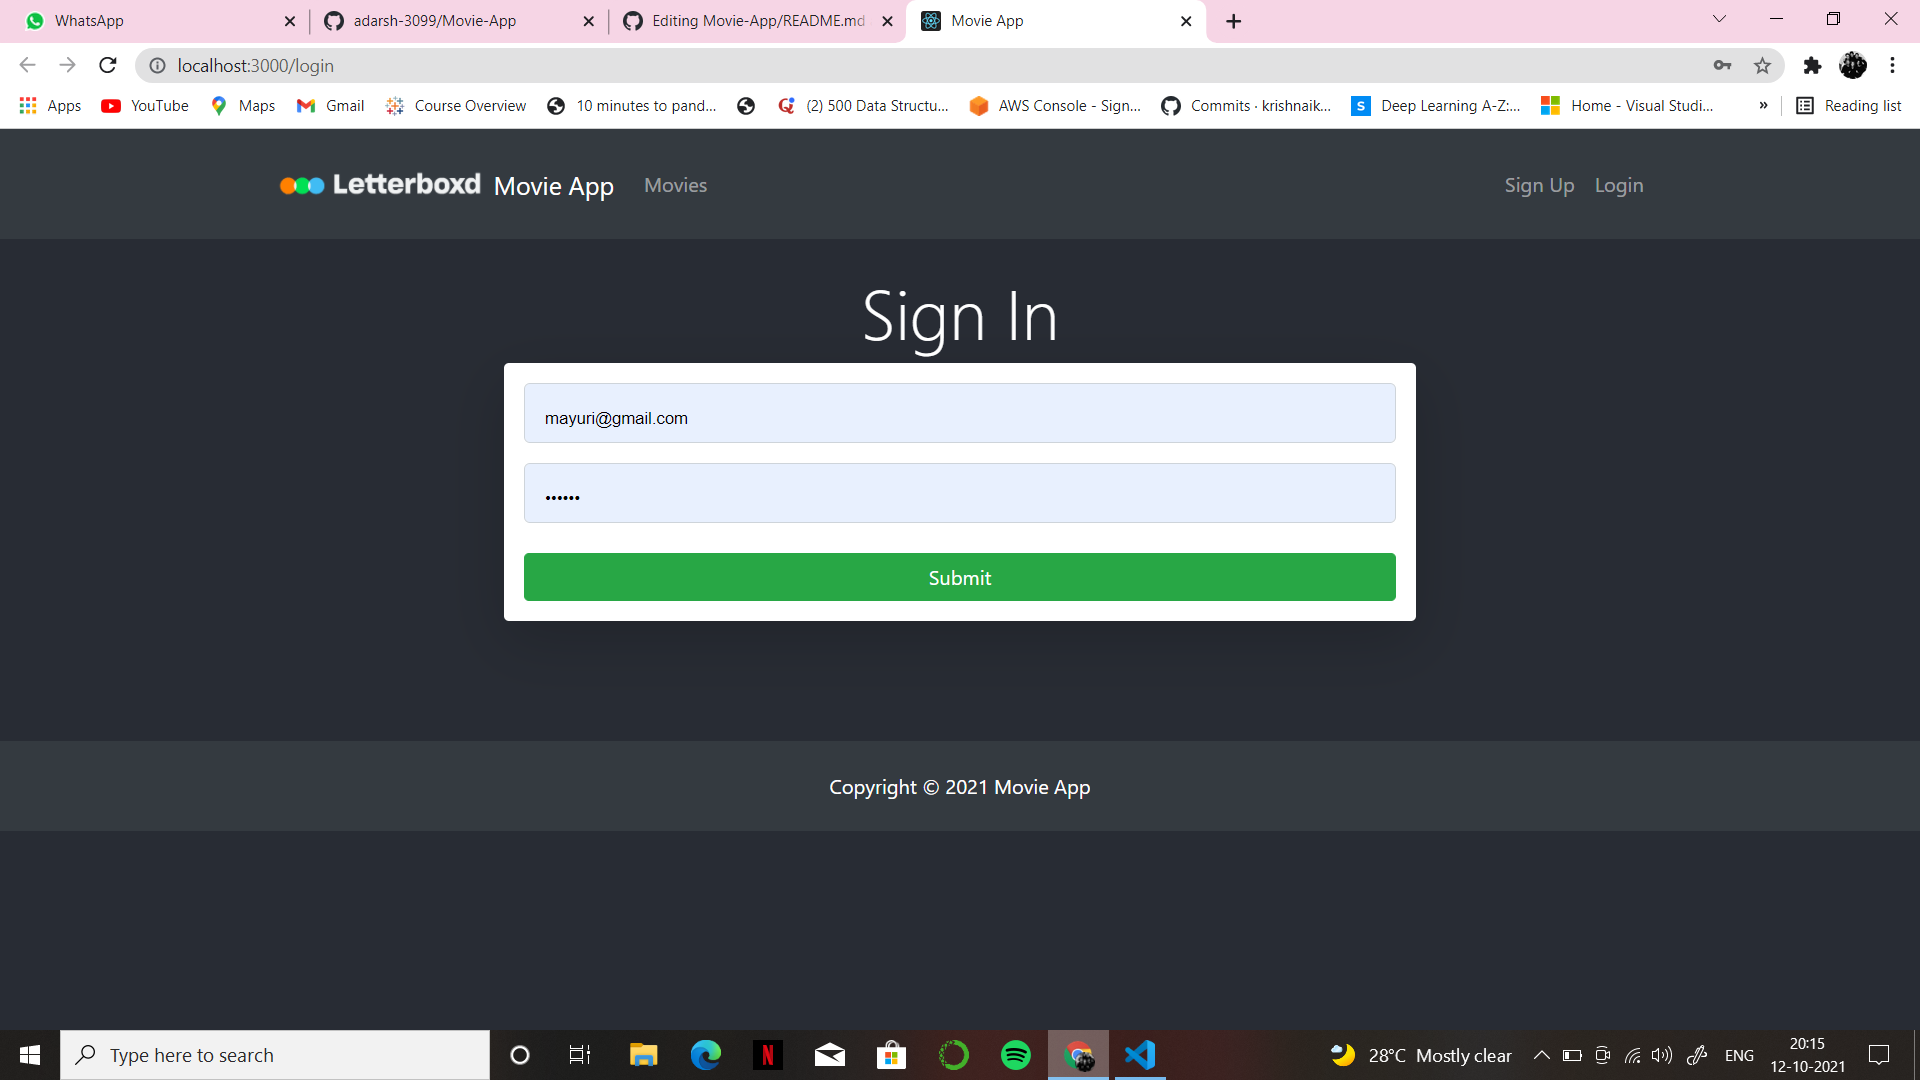 WhatsApp
adarsh-3099/Movie-App
Editing Movie-App/README.md
Movie App
localhost:3000/login
Apps
YouTube
Maps
Gmail
Course Overview
10 minutes to pand...
(2) 500 Data Structu...
AWS Console - Sign...
Commits · krishnaik...
Deep Learning A-Z:...
Home - Visual Studi...
»
Reading list
Letterboxd Movie App
Movies
Sign Up
Login
Sign In
mayuri@gmail.com
••••••
Submit
Copyright © 2021 Movie App
Type here to search
28°C Mostly clear
ENG
20:15
12-10-2021